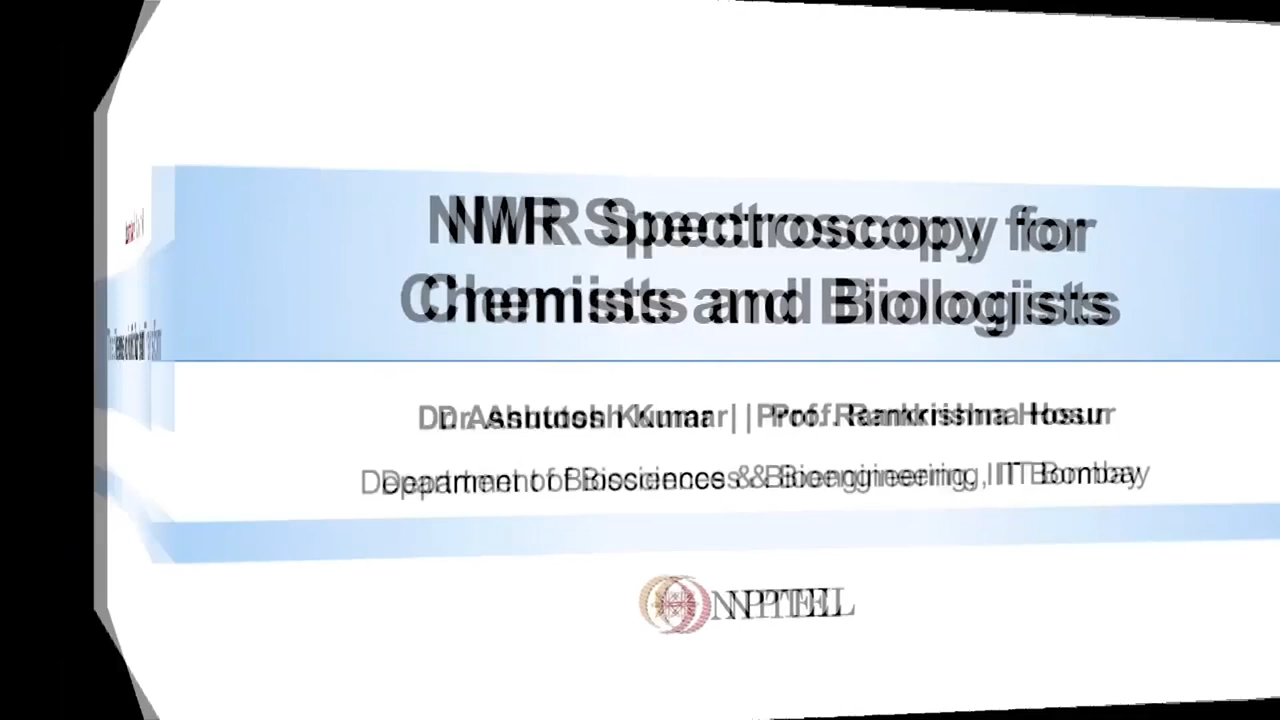 NMR Spectroscopy for
Chemists and Biologists
Dr. Ashutosh Kumar | Prof. Ramkrishna Hosur
Department of Biosciences & Bioengineering, IIT Bombay
NPTEL